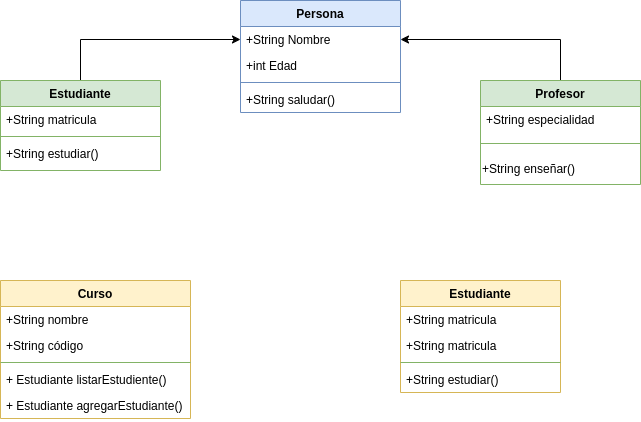 Persona
+String Nombre
+int Edad
+String saludar()
Estudiante
+String matricula
+String estudiar()
Profesor
+String especialidad
+String enseñar()
Curso
+String nombre
+String código
+ Estudiante listarEstudiente()
+ Estudiante agregarEstudiante()
Estudiante
+String matricula
+String matricula
+String estudiar()